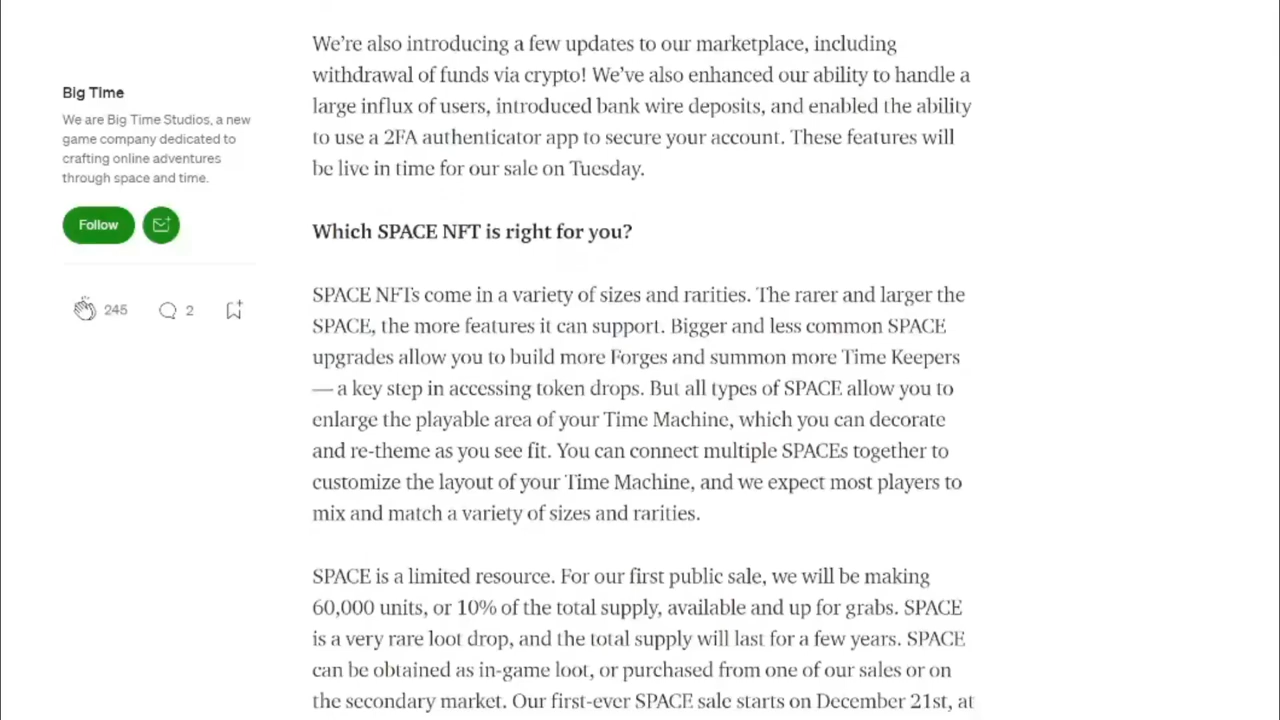 Big Time
We are Big Time Studios, a new
game company dedicated to
crafting online adventures
through space and time.
Follow
245
2
We’re also introducing a few updates to our marketplace, including
withdrawal of funds via crypto! We’ve also enhanced our ability to handle a
large influx of users, introduced bank wire deposits, and enabled the ability
to use a 2FA authenticator app to secure your account. These features will
be live in time for our sale on Tuesday.
Which SPACE NFT is right for you?
SPACE NFTs come in a variety of sizes and rarities. The rarer and larger the
SPACE, the more features it can support. Bigger and less common SPACE
upgrades allow you to build more Forges and summon more Time Keepers
— a key step in accessing token drops. But all types of SPACE allow you to
enlarge the playable area of your Time Machine, which you can decorate
and re-theme as you see fit. You can connect multiple SPACEs together to
customize the layout of your Time Machine, and we expect most players to
mix and match a variety of sizes and rarities.
SPACE is a limited resource. For our first public sale, we will be making
60,000 units, or 10% of the total supply, available and up for grabs. SPACE
is a very rare loot drop, and the total supply will last for a few years. SPACE
can be obtained as in-game loot, or purchased from one of our sales or on
the secondary market. Our first-ever SPACE sale starts on December 21st, at